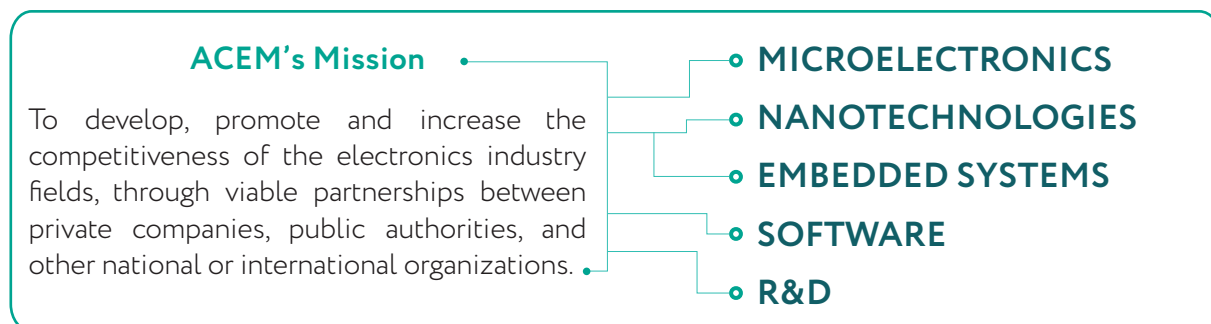 ACEM's Mission
To develop, promote and increase the
competitiveness of the electronics industry
fields, through viable partnerships between
private companies, public authorities, and
other national or international organizations.
MICROELECTRONICS
NANOTECHNOLOGIES
EMBEDDED SYSTEMS
SOFTWARE
R&D